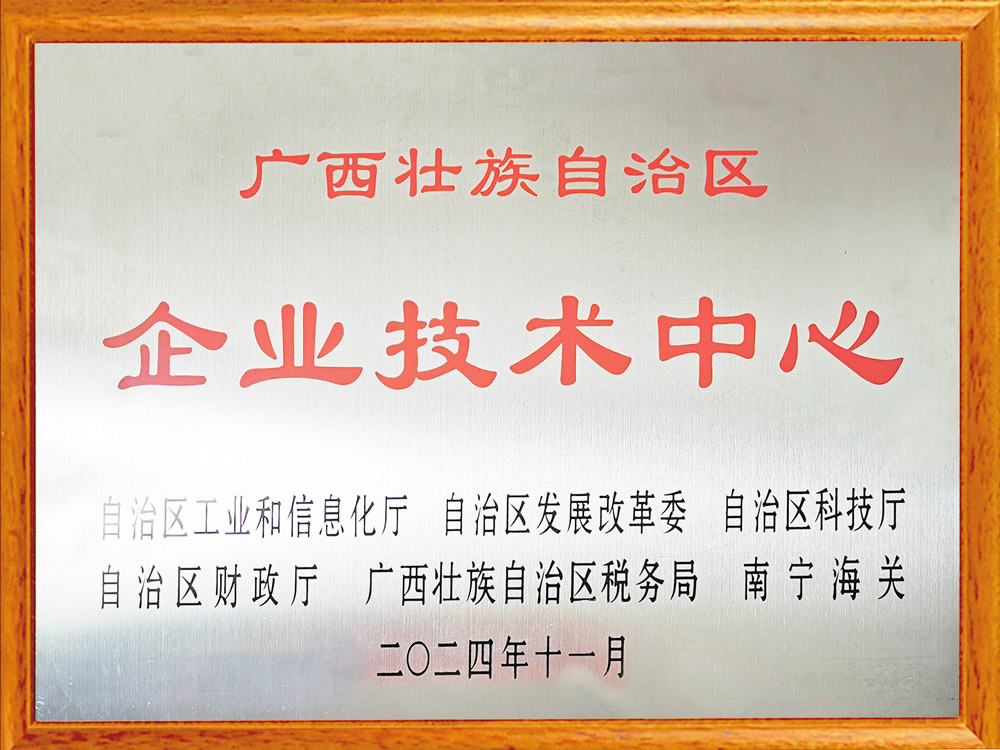 广西壮族自治区
企业技术中心
自治区工业和信息化厅 自治区发展改革委 自治区科技厅
自治区财政厅 广西壮族自治区税务局 南宁海关
二〇二四年十一月